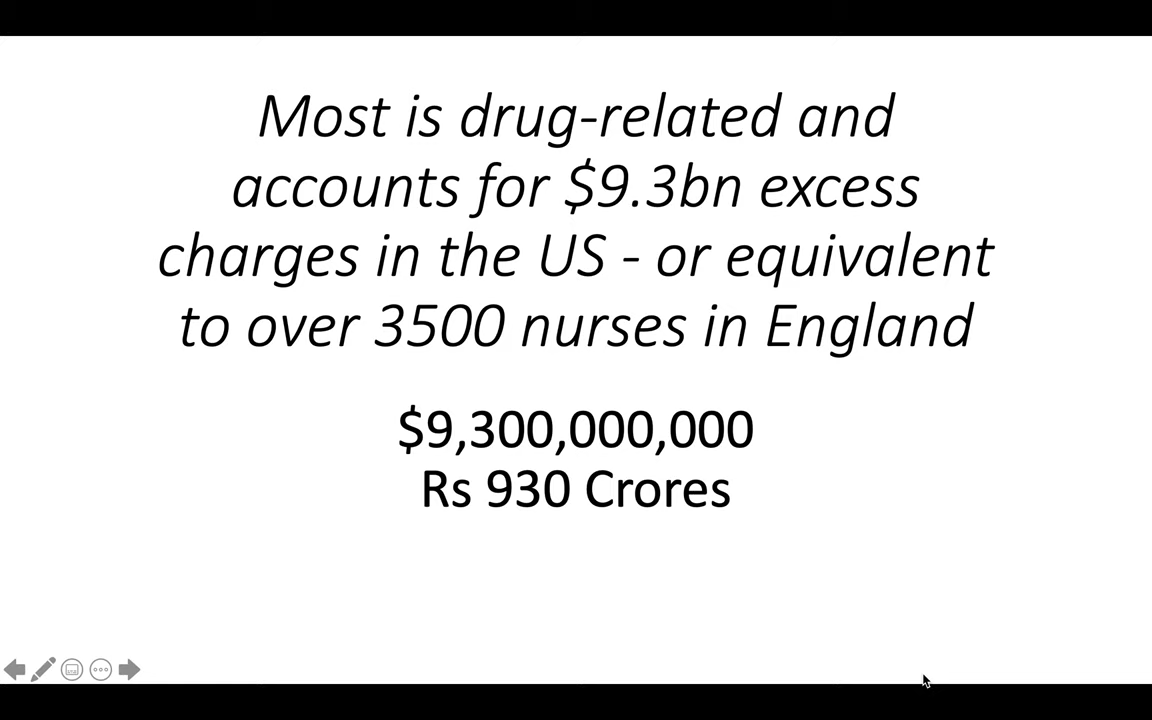 Most is drug-related and
accounts for $9.3bn excess
charges in the US - or equivalent
to over 3500 nurses in England
$9,300,000,000
Rs 930 Crores